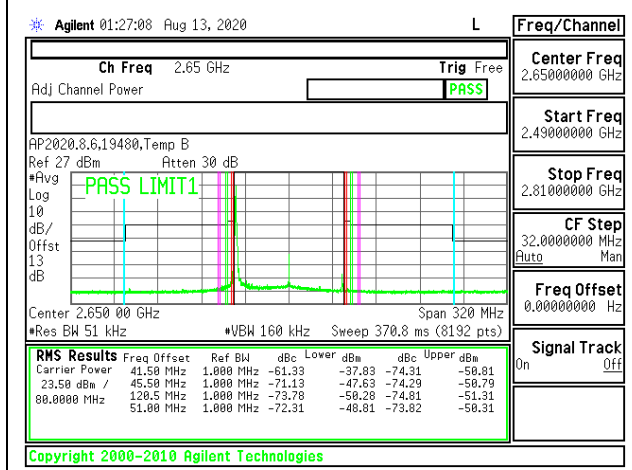 Agilent 01:27:08 Aug 13, 2020 L
Freq/Channel
Ch Freq 2.65 GHz Trig Free
Adj Channel Power PASS
Center Freq
2.65000000 GHz
Start Freq
2.49000000 GHz
AP2020.8.6,19480,Temp B
Ref 27 dBm Atten 30 dB
#Avg
Log
10
dB/
Offst
13
dB
PASS LIMIT1
Stop Freq
2.81000000 GHz
CF Step
32.0000000 MHz
Auto Man
Freq Offset
0.00000000 Hz
Center 2.650 00 GHz Span 320 MHz
#Res BW 51 kHz #VBW 160 kHz Sweep 370.8 ms (8192 pts)
Signal Track
On Off
RMS Results Freq Offset Ref BW dBc Lower dBm dBc Upper dBm
Carrier Power 41.50 MHz 1.000 MHz -61.33 -37.83 -74.31 -50.81
23.50 dBm / 45.50 MHz 1.000 MHz -71.13 -47.63 -74.29 -50.79
80.0000 MHz 120.5 MHz 1.000 MHz -73.78 -50.28 -74.81 -51.31
51.00 MHz 1.000 MHz -72.31 -48.81 -73.82 -50.31
Copyright 2000-2010 Agilent Technologies